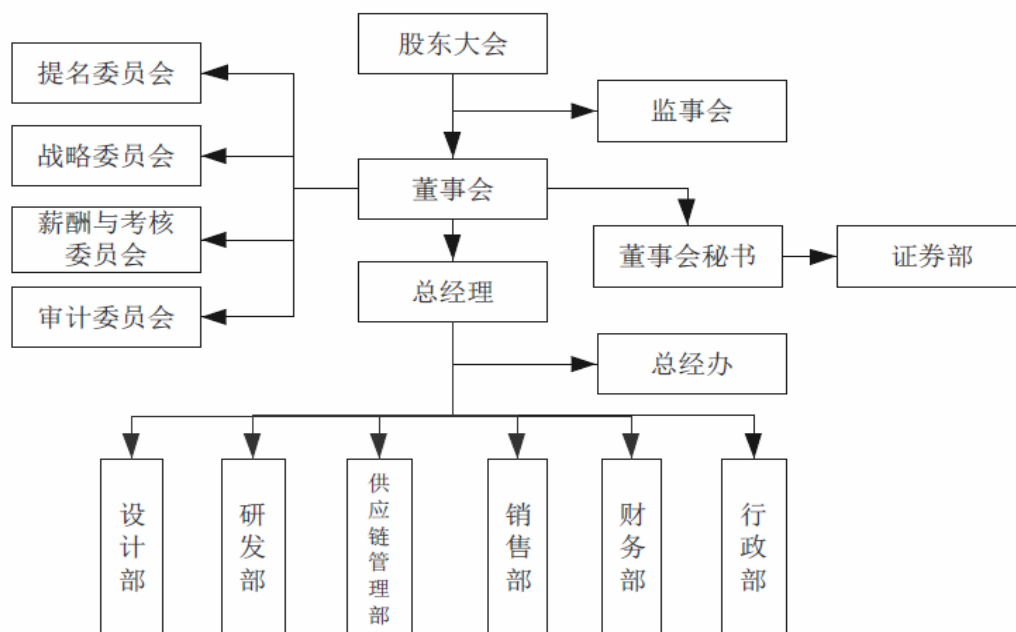 股东大会
提名委员会
监事会
战略委员会
董事会
薪酬与考核
委员会
董事会秘书
证券部
总经理
审计委员会
总经办
设计部
研发部
供应链管理部
销售部
财务部
行政部